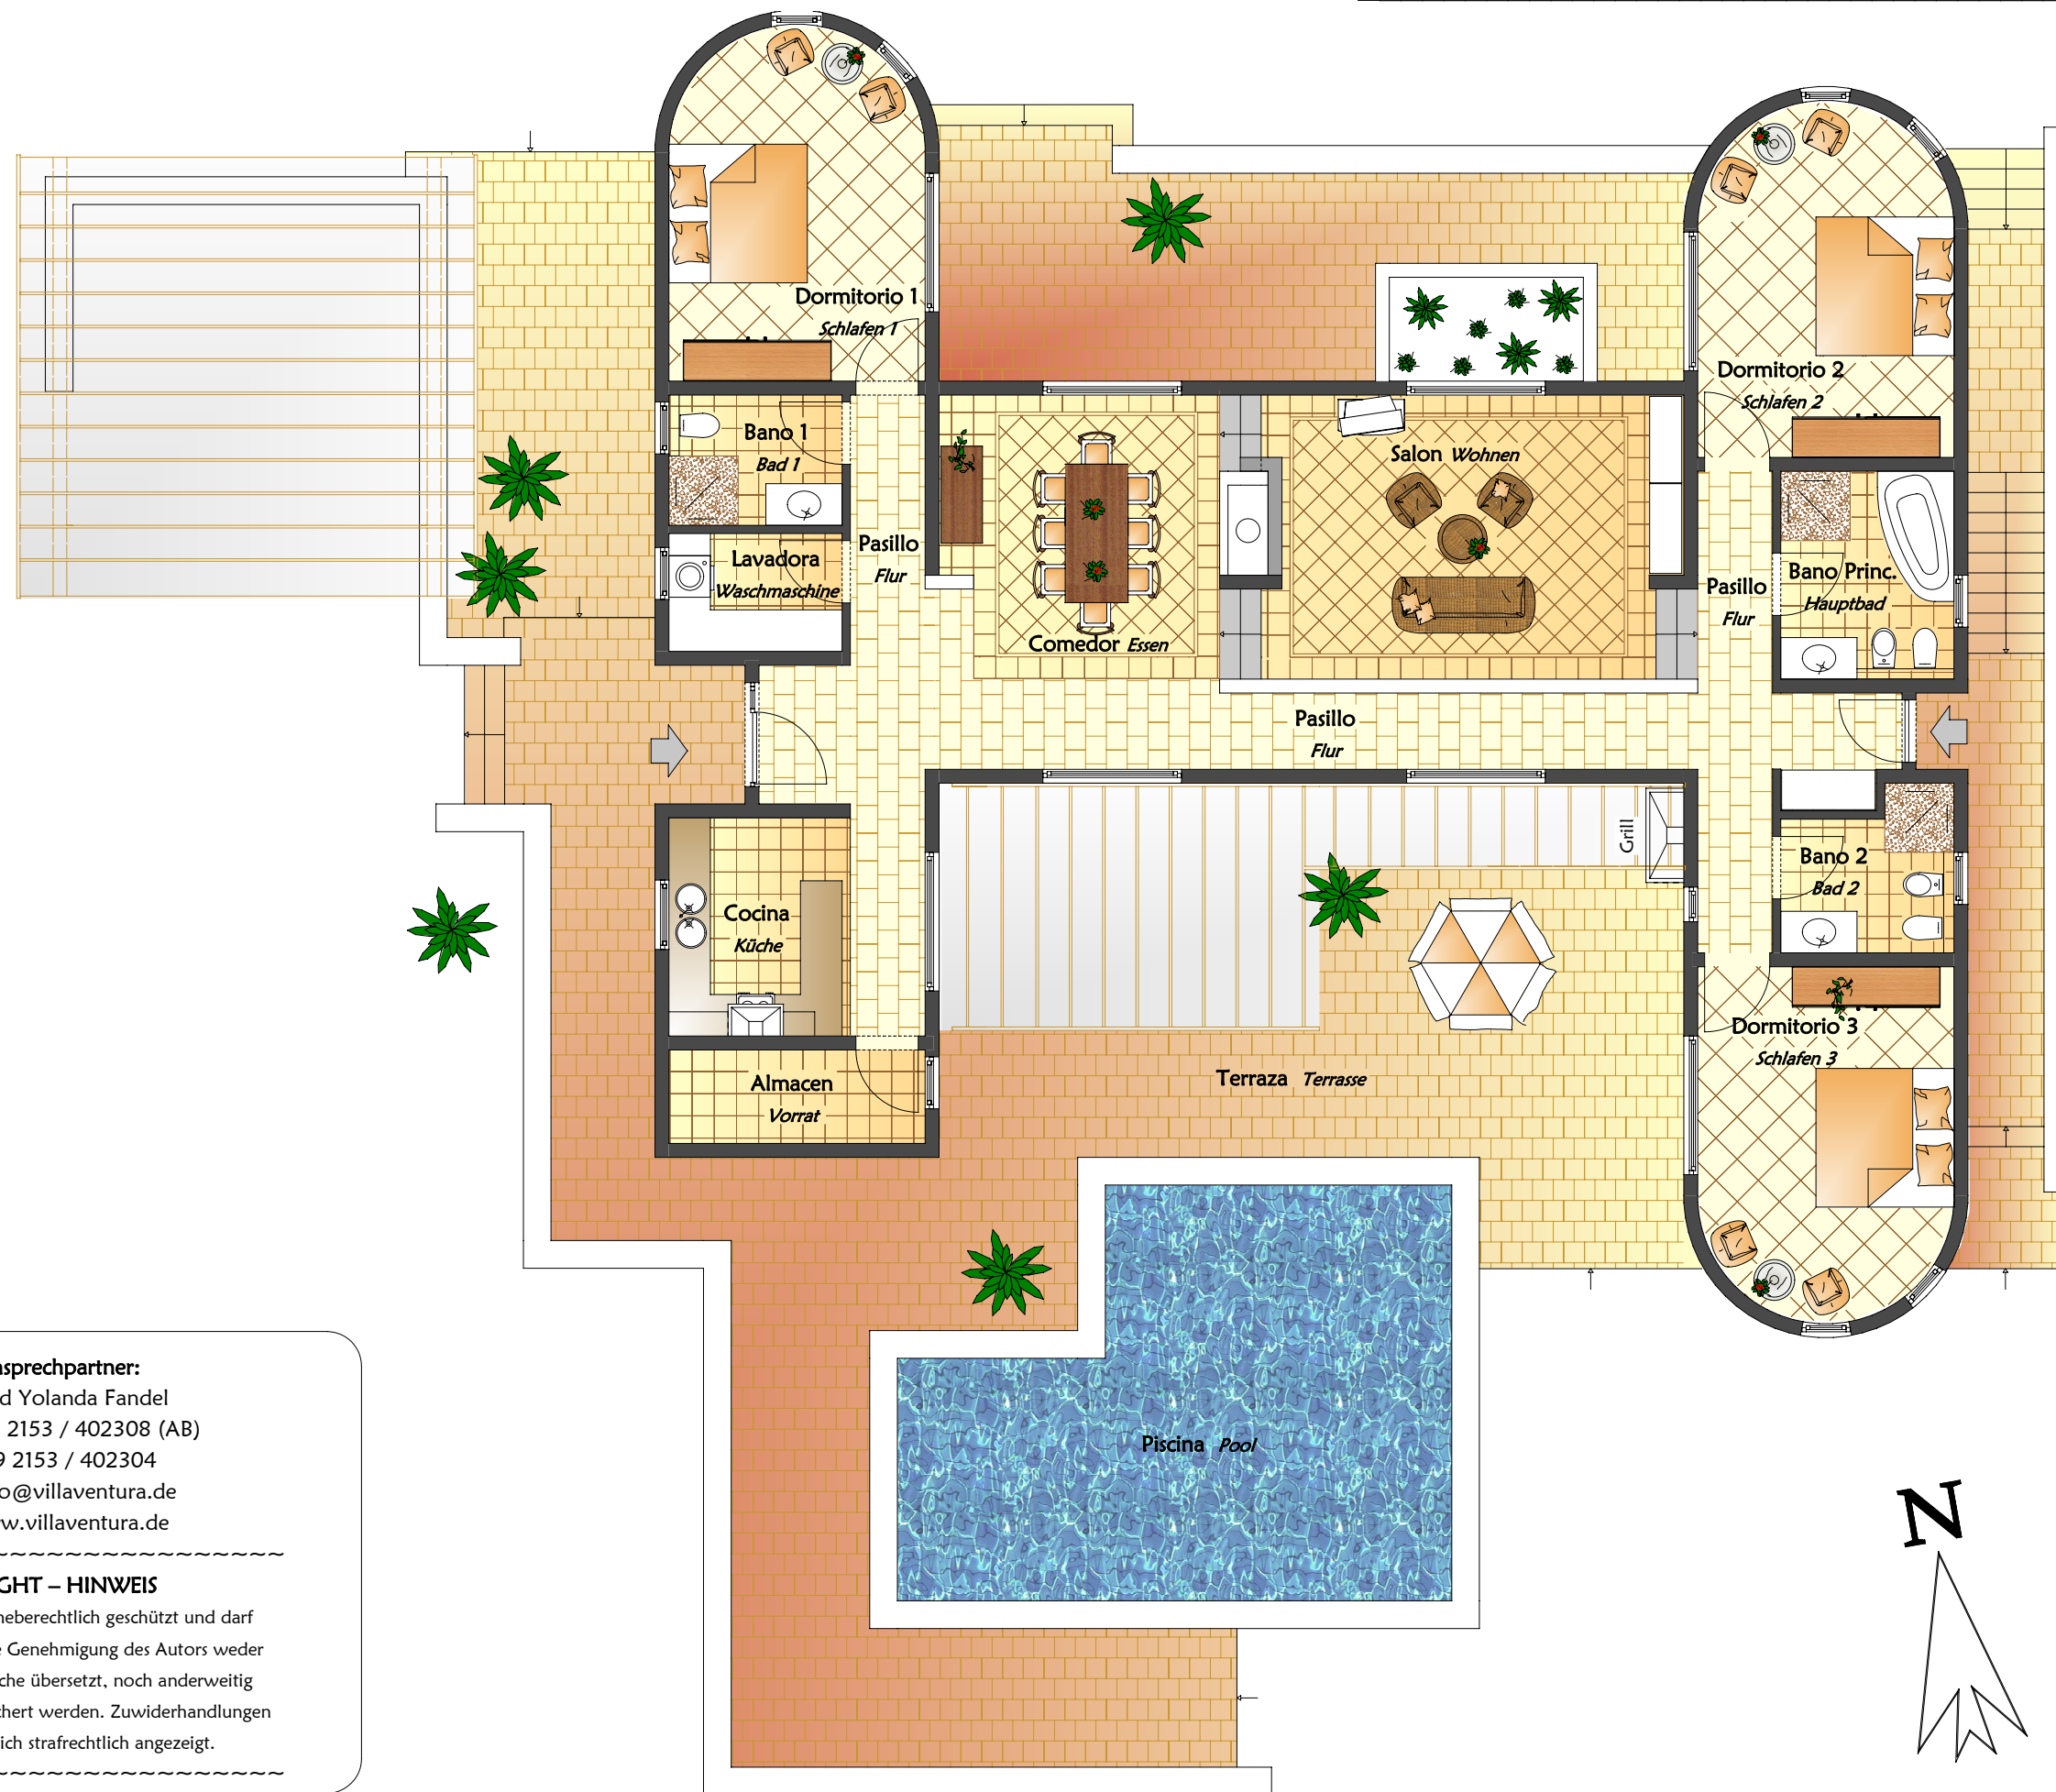 Dormitorio 1
Schlafen 1
Dormitorio 2
Schlafen 2
Bano 1
Bad 1
Salon Wohnen
Lavadora
Waschmaschine
Pasillo
Flur
Comedor Essen
Pasillo
Flur
Bano Princ.
Hauptbad
Pasillo
Flur
Grill
Bano 2
Bad 2
Cocina
Küche
Dormitorio 3
Schlafen 3
Terraza Terrasse
Almacen
Vorrat
Piscina Pool
nsprechpartner:
d Yolanda Fandel
2153 / 402308 (AB)
9 2153 / 402304
o@villaventura.de
w.villaventura.de
~~~~~~~~~~~~~~~~
GHT – HINWEIS
heberechtlich geschützt und darf
e Genehmigung des Autors weder
che übersetzt, noch anderweitig
chert werden. Zuwiderhandlungen
ich strafrechtlich angezeigt.
~~~~~~~~~~~~~~~~
N